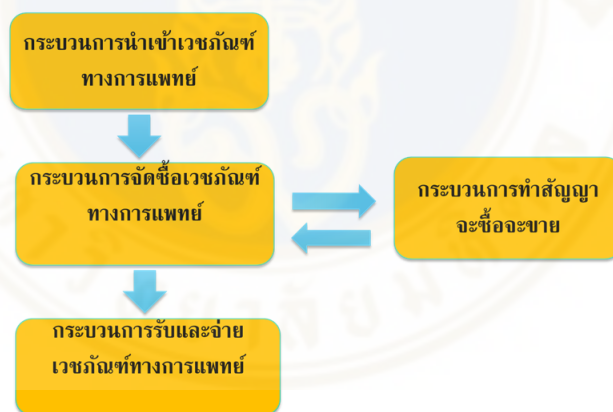 กระบวนการนำเข้าเวชภัณฑ์
ทางการแพทย์
กระบวนการจัดซื้อเวชภัณฑ์
ทางการแพทย์
กระบวนการทำสัญญา
จะซื้อจะขาย
กระบวนการรับและจ่าย
เวชภัณฑ์ทางการแพทย์